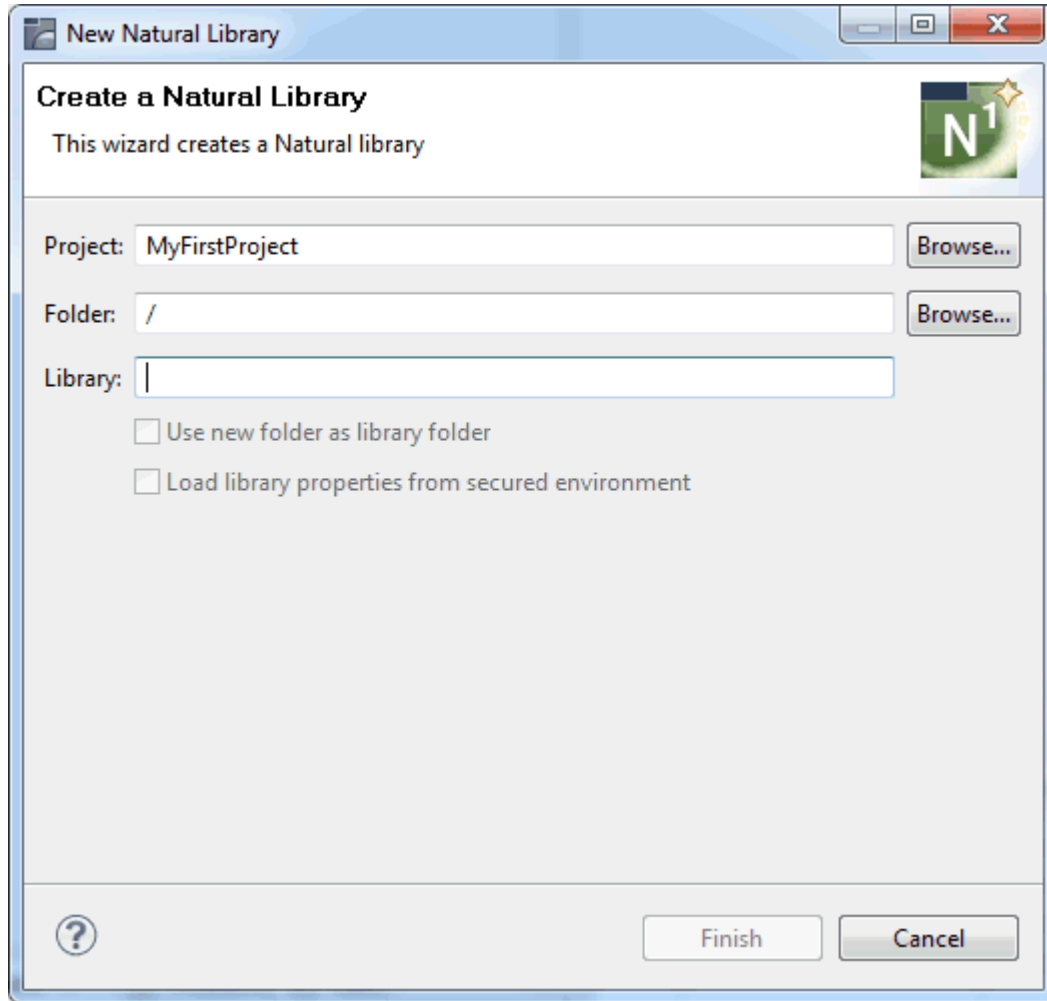 New Natural Library
Create a Natural Library
This wizard creates a Natural library
N1
Project: MyFirstProject Browse...
Folder: / Browse...
Library:
Use new folder as library folder
Load library properties from secured environment
? Finish Cancel